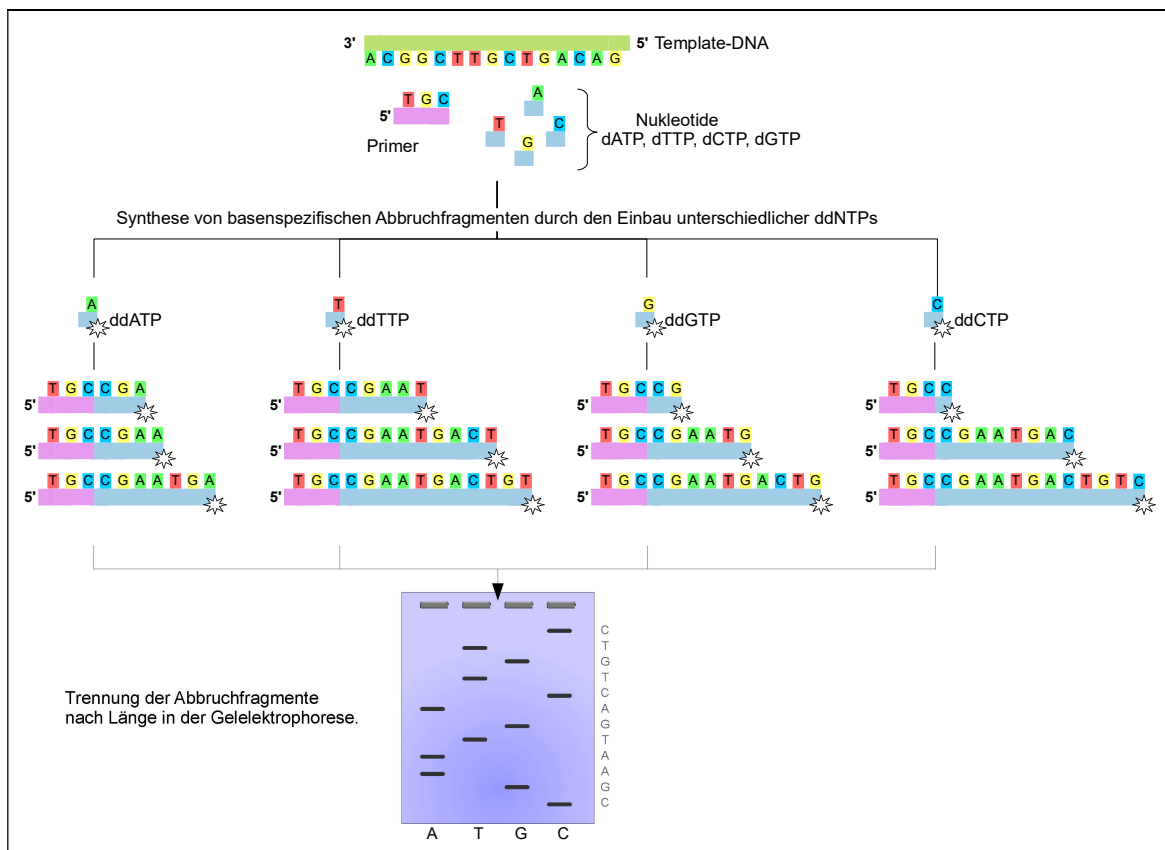 3' 5' Template-DNA
A C G G C T T G C T G A C A G
T G C
5'
Primer
A
T C
G
Nukleotide
dATP, dTTP, dCTP, dGTP
Synthese von basenspezifischen Abbruchfragmenten durch den Einbau unterschiedlicher ddNTPs
A
ddATP
T
ddTTP
G
ddGTP
C
ddCTP
T G C C G A
5'
T G C C G A A
5'
T G C C G A A T G A
5'
T G C C G A A T
5'
T G C C G A A T G A C T
5'
T G C C G A A T G A C T G T
5'
T G C C G
5'
T G C C G A A T G
5'
T G C C G A A T G A C T G
5'
T G C C
5'
T G C C G A A T G A C
5'
T G C C G A A T G A C T G T C
5'
Trennung der Abbruchfragmente
nach Länge in der Gelelektrophorese.
C
T
G
T
C
A
G
T
A
A
G
C
A T G C